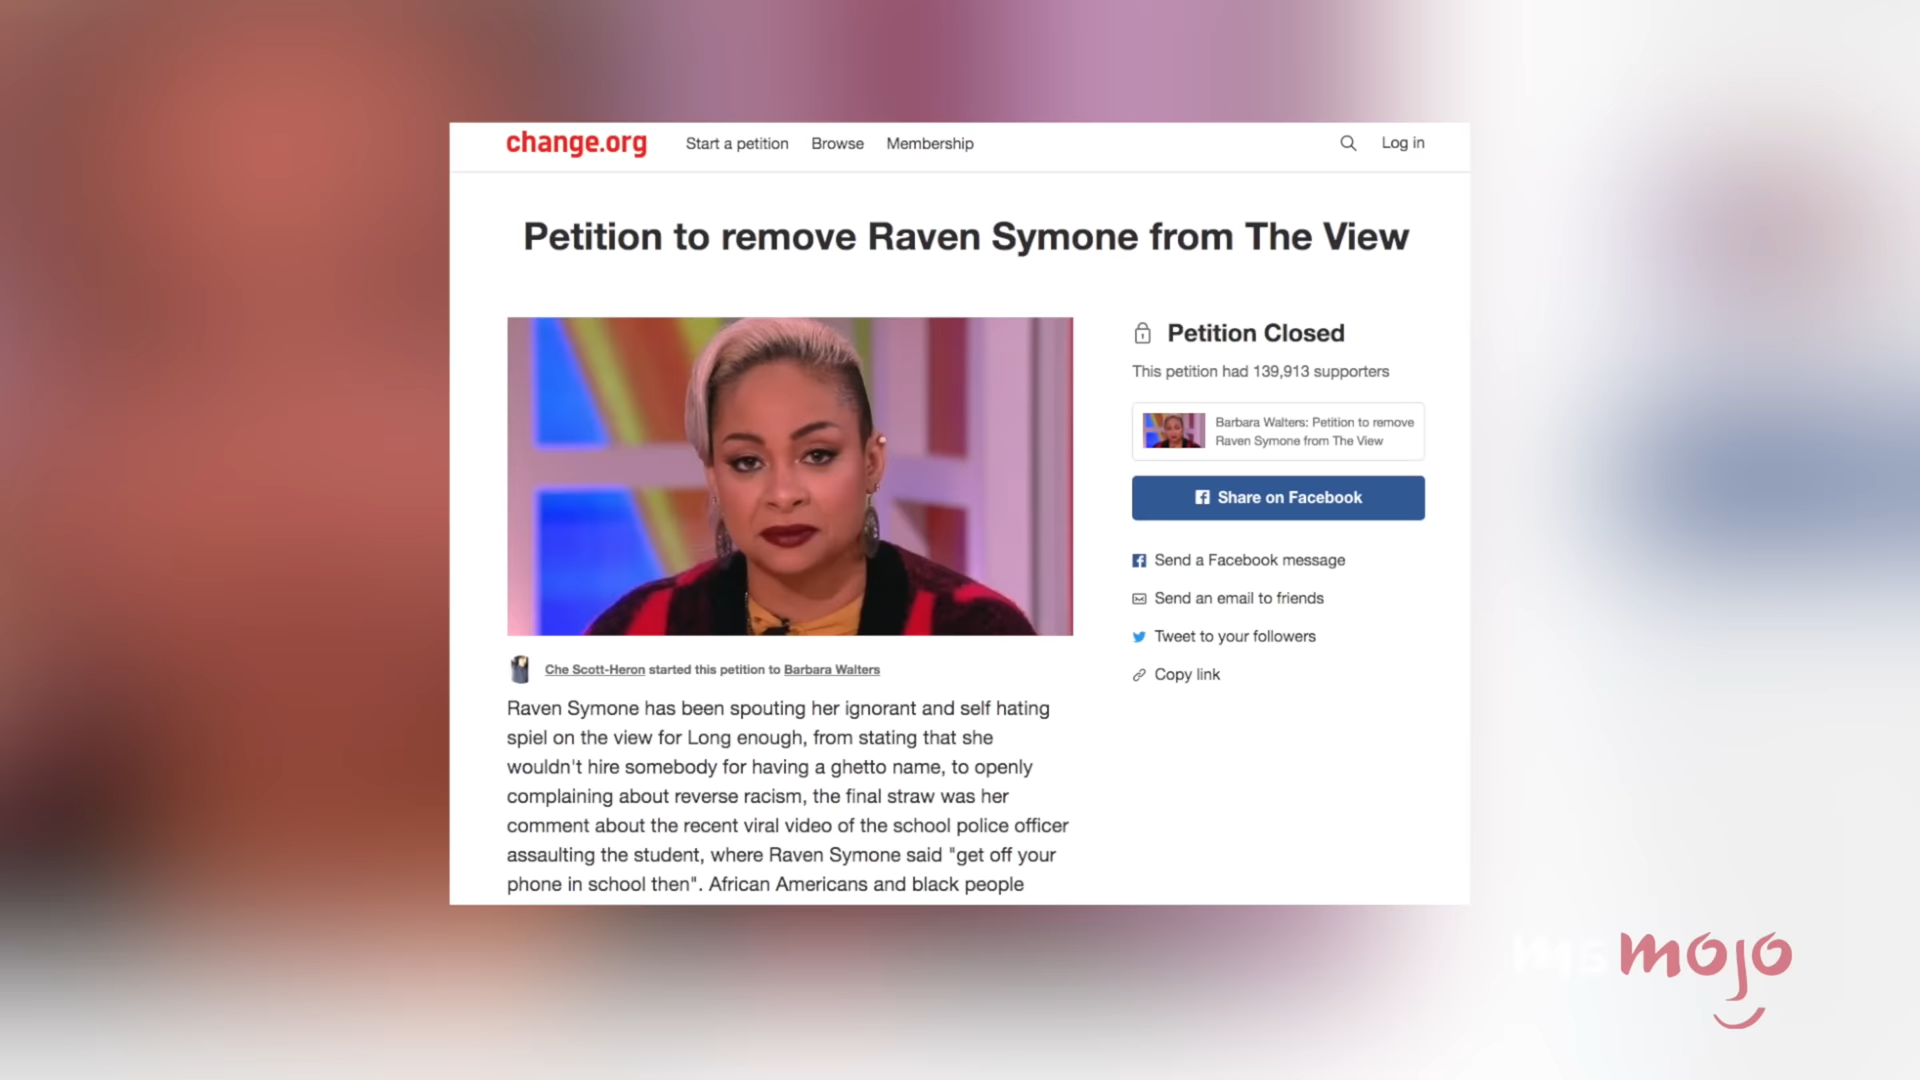 change.org Start a petition Browse Membership Log in
Petition to remove Raven Symone from The View
Petition Closed
This petition had 139,913 supporters
Barbara Walters: Petition to remove
Raven Symone from The View
Share on Facebook
Send a Facebook message
Send an email to friends
Tweet to your followers
Copy link
Che Scott-Heron started this petition to Barbara Walters
Raven Symone has been spouting her ignorant and self hating
spiel on the view for Long enough, from stating that she
wouldn't hire somebody for having a ghetto name, to openly
complaining about reverse racism, the final straw was her
comment about the recent viral video of the school police officer
assaulting the student, where Raven Symone said "get off your
phone in school then". African Americans and black people
msmojo